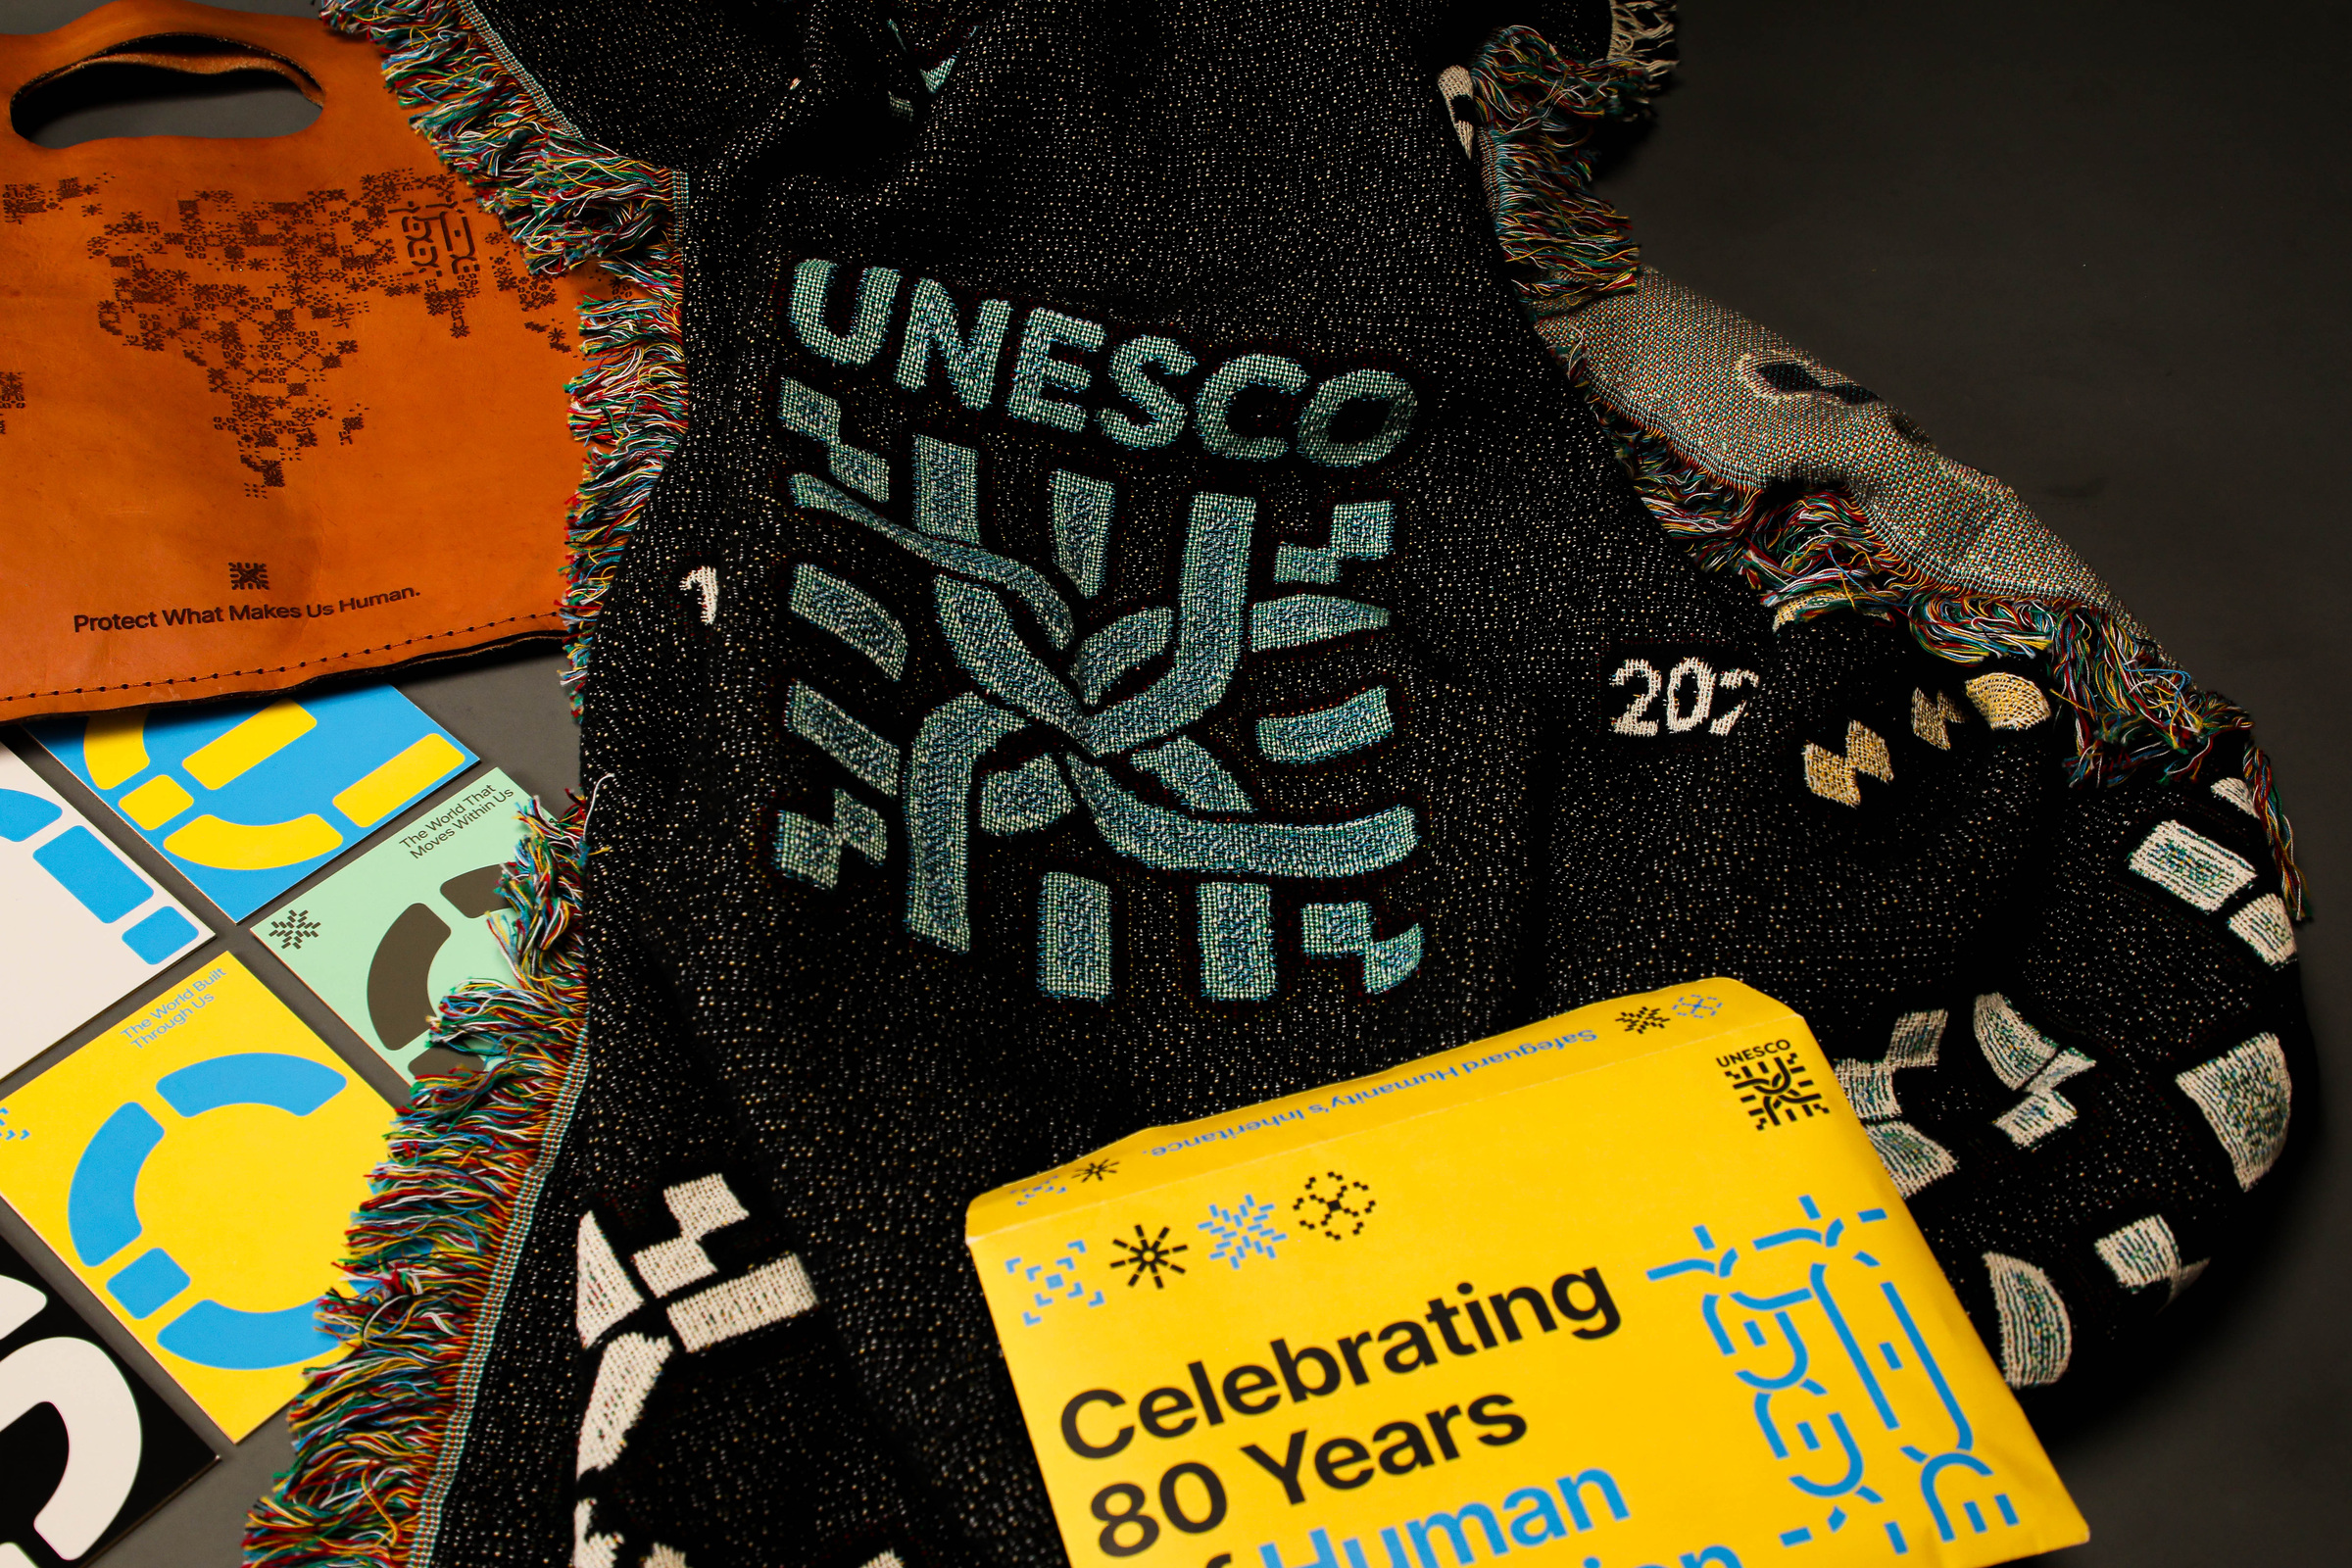 UNESCO
Protect What Makes Us Human.
The World That
Moves Within Us
The World Built
Through Us
Safeguard Humanity's Inheritance.
UNESCO
Celebrating
80 Years
Human